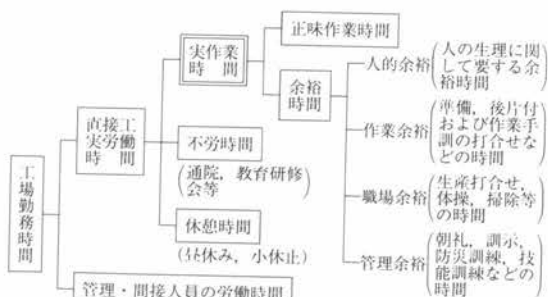 工場勤務時間
直接工
実労働
時間
管理・間接人員の労働時間
実作業
時間
不労時間
(通院，教育研修
会等)
休憩時間
(昼休み，小休止)
正味作業時間
余裕
時間
人的余裕(人の生理に関
して要する余
裕時間)
作業余裕(準備，後片付
および作業手
訓の打合せな
どの時間)
職場余裕(生産打合せ，
体操，掃除等
の時間)
管理余裕(朝礼，訓示，
防災訓練，技
能訓練などの
時間)